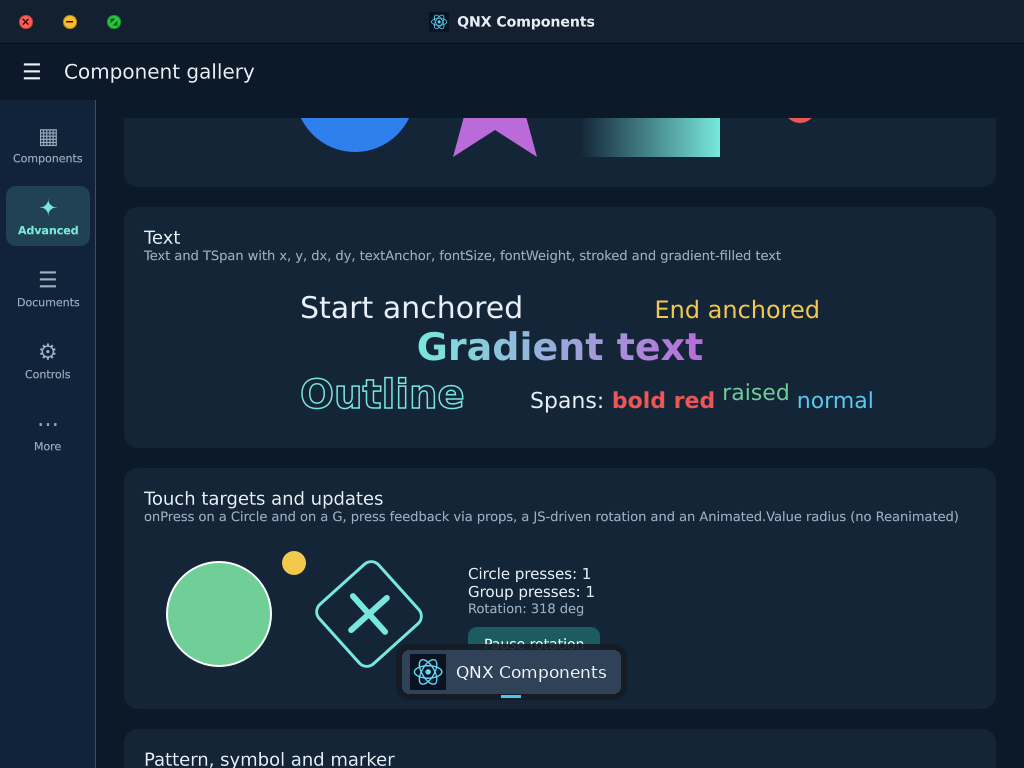 QNX Components
Component gallery
Components
Advanced
Documents
Controls
More
Text
Text and TSpan with x, y, dx, dy, textAnchor, fontSize, fontWeight, stroked and gradient-filled text
Start anchored
End anchored
Gradient text
Outline
Spans: bold red raised normal
Touch targets and updates
onPress on a Circle and on a G, press feedback via props, a JS-driven rotation and an Animated.Value radius (no Reanimated)
Circle presses: 1
Group presses: 1
Rotation: 318 deg
Pause rotation
QNX Components
Pattern, symbol and marker